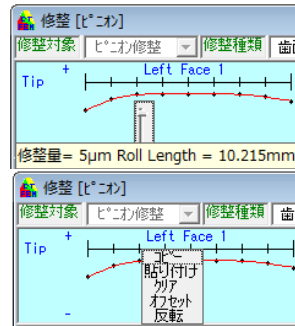 修整 [ﾋﾟﾆｵﾝ]
修整対象 ﾋﾟﾆｵﾝ修整 修整種類 歯
Left Face 1
Tip +
修整量= 5μm Roll Length = 10.215mm
修整 [ﾋﾟﾆｵﾝ]
修整対象 ﾋﾟﾆｵﾝ修整 修整種類 歯
Left Face 1
Tip +
コピー
貼り付け
クリア
オフセット
反転
-